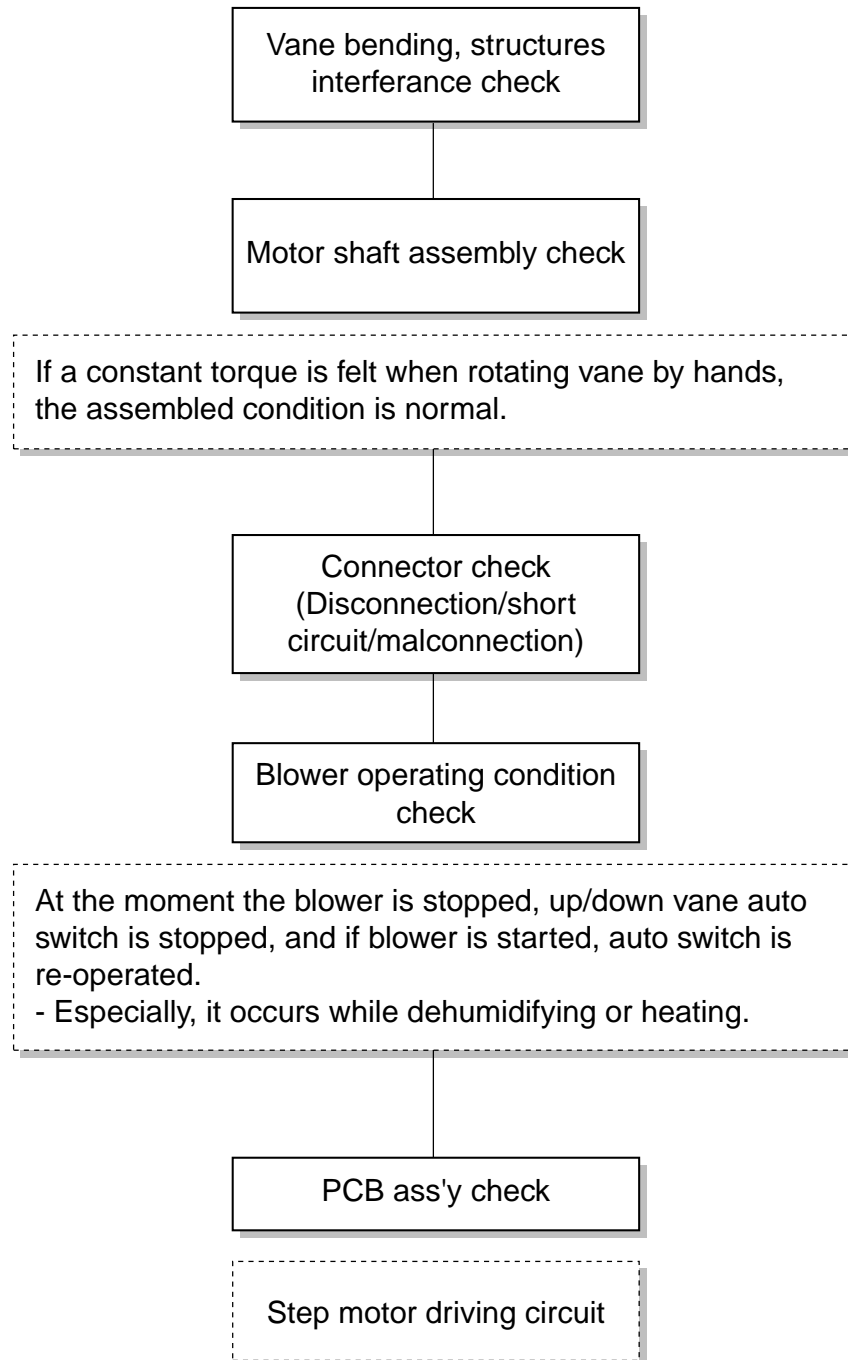 Vane bending, structures
interferance check
Motor shaft assembly check
If a constant torque is felt when rotating vane by hands,
the assembled condition is normal.
Connector check
(Disconnection/short
circuit/malconnection)
Blower operating condition
check
At the moment the blower is stopped, up/down vane auto
switch is stopped, and if blower is started, auto switch is
re-operated.
- Especially, it occurs while dehumidifying or heating.
PCB ass'y check
Step motor driving circuit